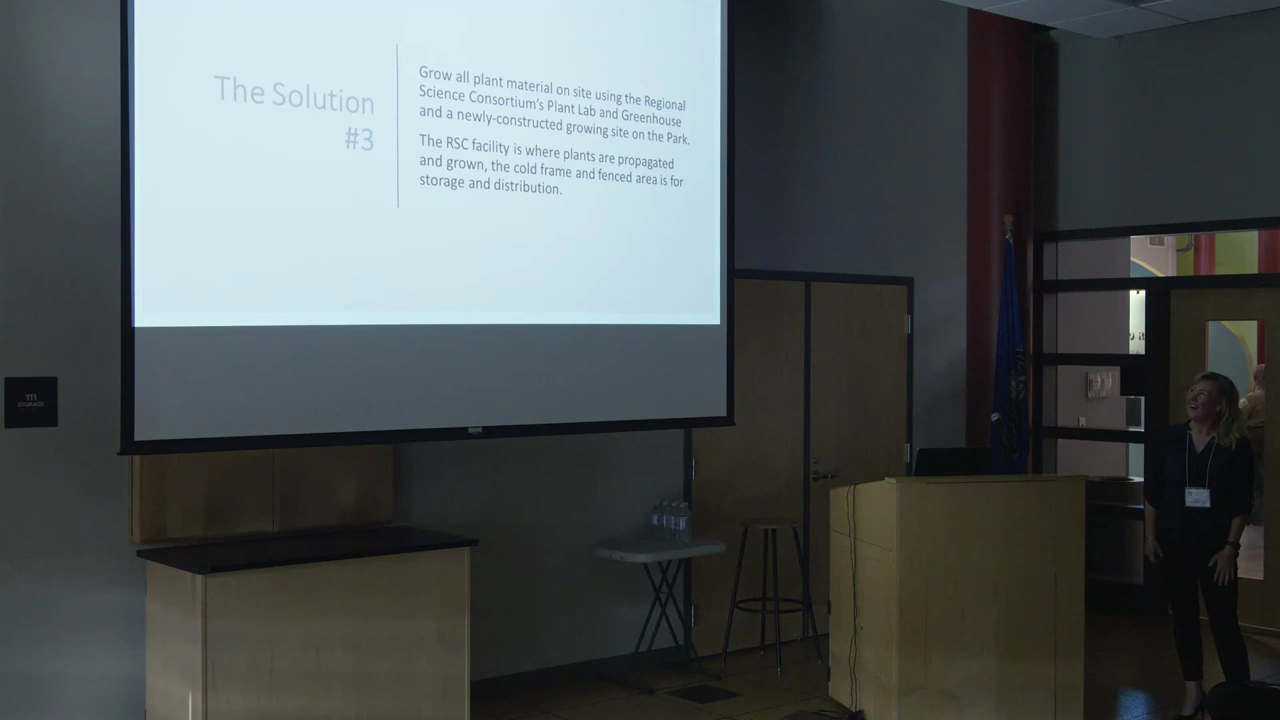 The Solution
#3
Grow all plant material on site using the Regional
Science Consortium's Plant Lab and Greenhouse
and a newly-constructed growing site on the Park.
The RSC facility is where plants are propagated
and grown, the cold frame and fenced area is for
storage and distribution.
111
STORAGE